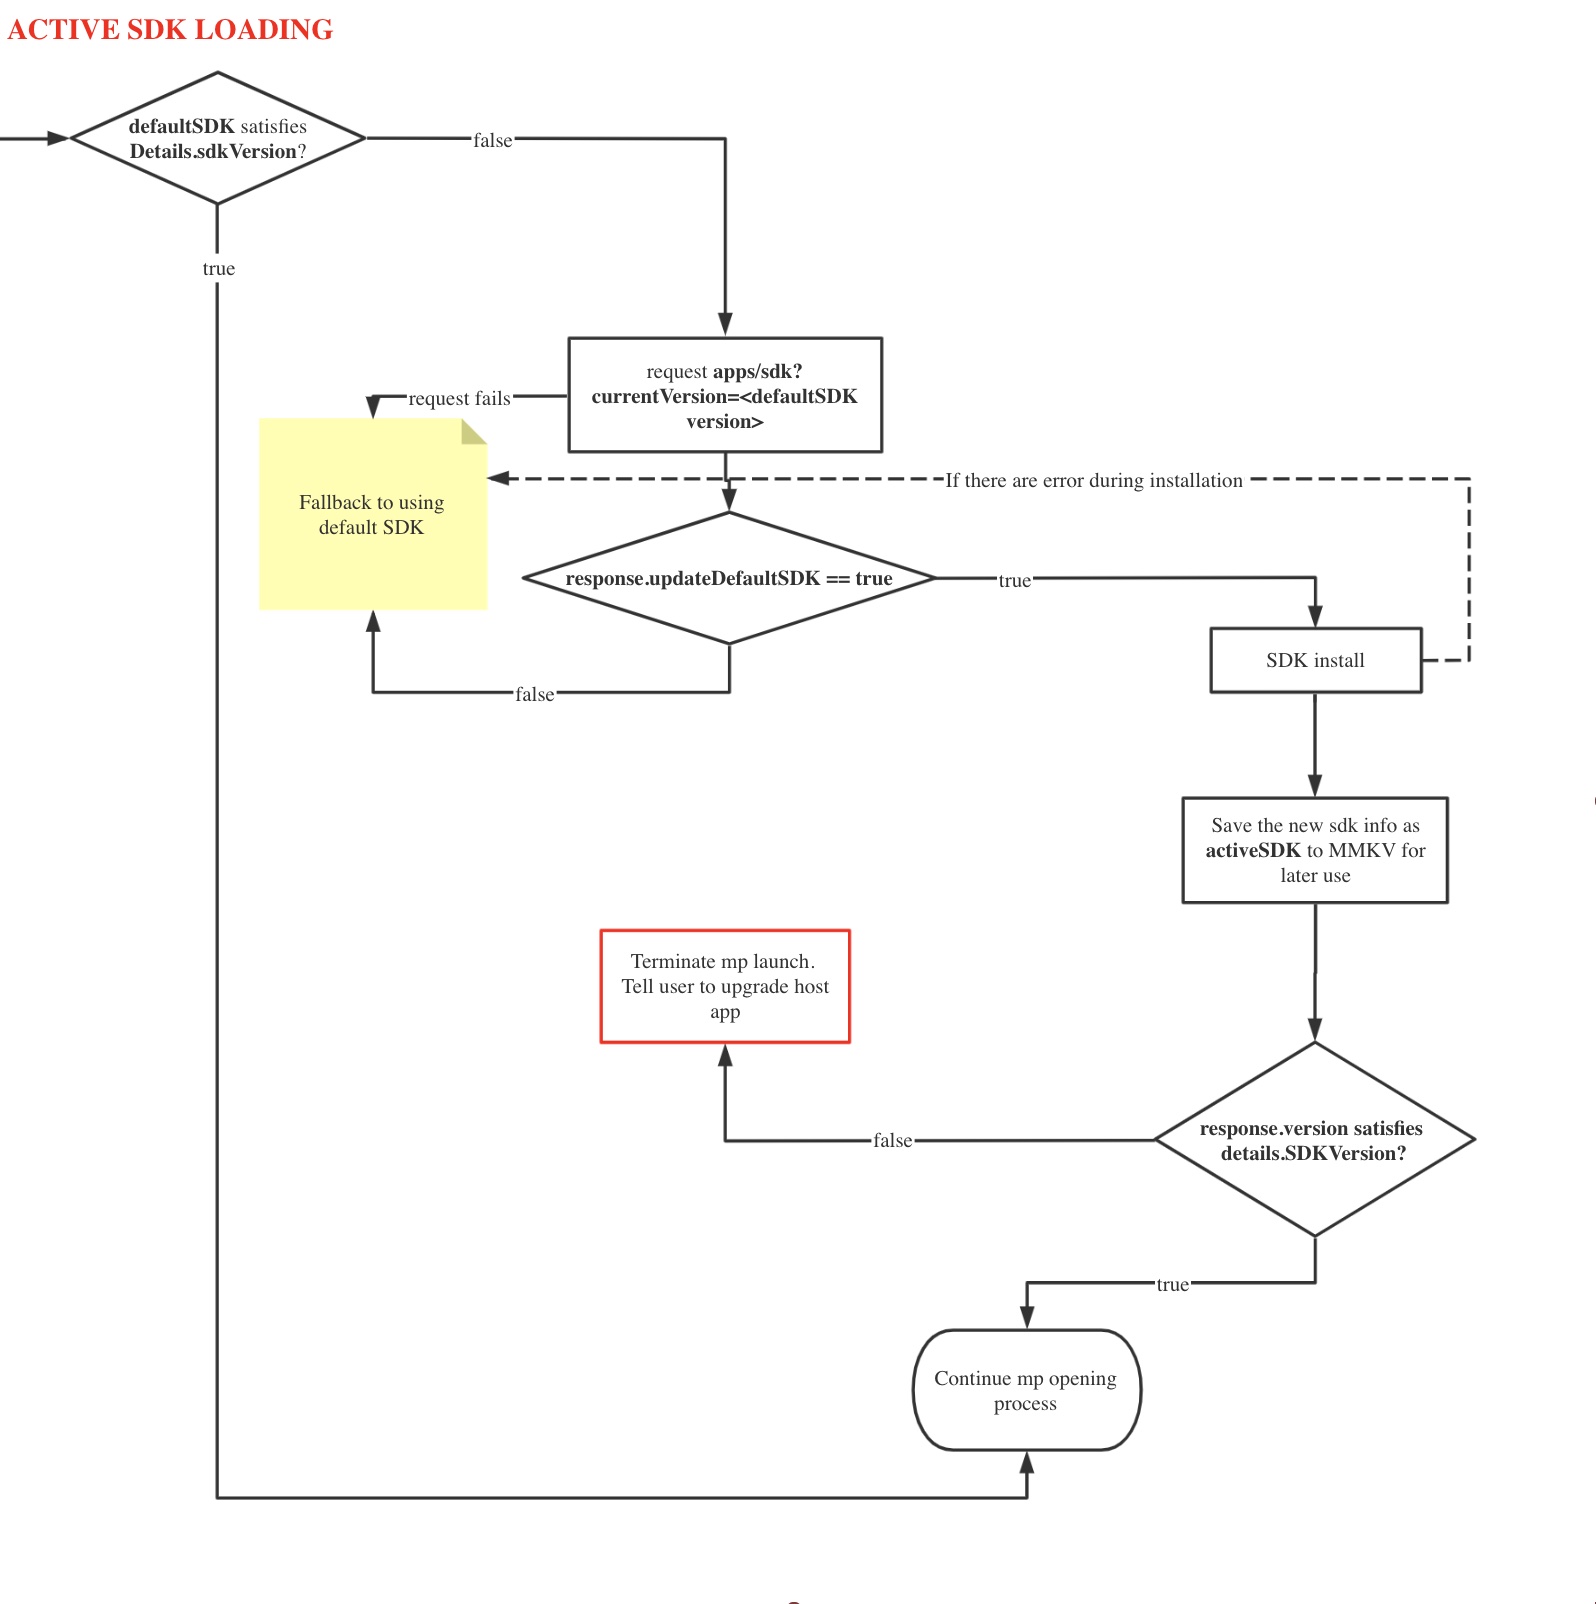 ACTIVE SDK LOADING
defaultSDK satisfies
Details.sdkVersion?
false
true
request apps/sdk?
currentVersion=<defaultSDK
version>
request fails
If there are error during installation
Fallback to using
default SDK
response.updateDefaultSDK == true
true
SDK install
false
Save the new sdk info as
activeSDK to MMKV for
later use
Terminate mp launch.
Tell user to upgrade host
app
response.version satisfies
details.SDKVersion?
false
true
Continue mp opening
process